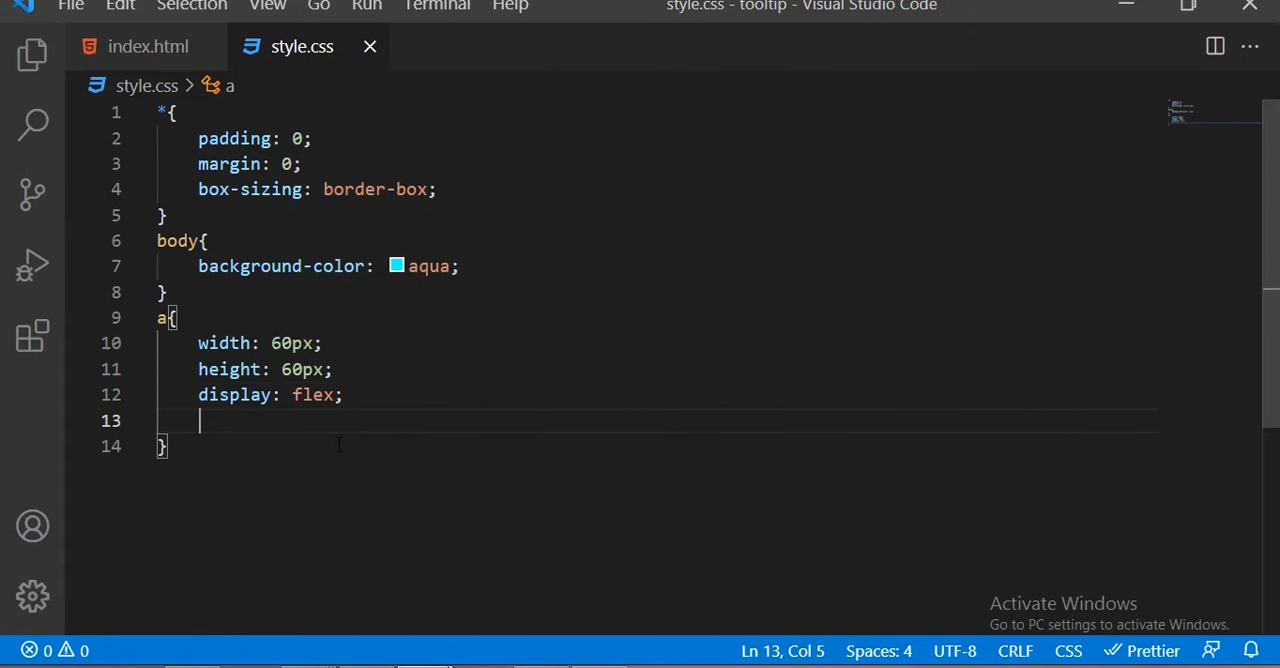 File Edit Selection View Go Run Terminal Help style.css - tooltip - Visual Studio Code
index.html style.css
style.css > a
1 *{
2 padding: 0;
3 margin: 0;
4 box-sizing: border-box;
5 }
6 body{
7 background-color: aqua;
8 }
9 a{
10 width: 60px;
11 height: 60px;
12 display: flex;
13
14 }
Activate Windows
Go to PC settings to activate Windows.
0 0 Ln 13, Col 5 Spaces: 4 UTF-8 CRLF CSS Prettier